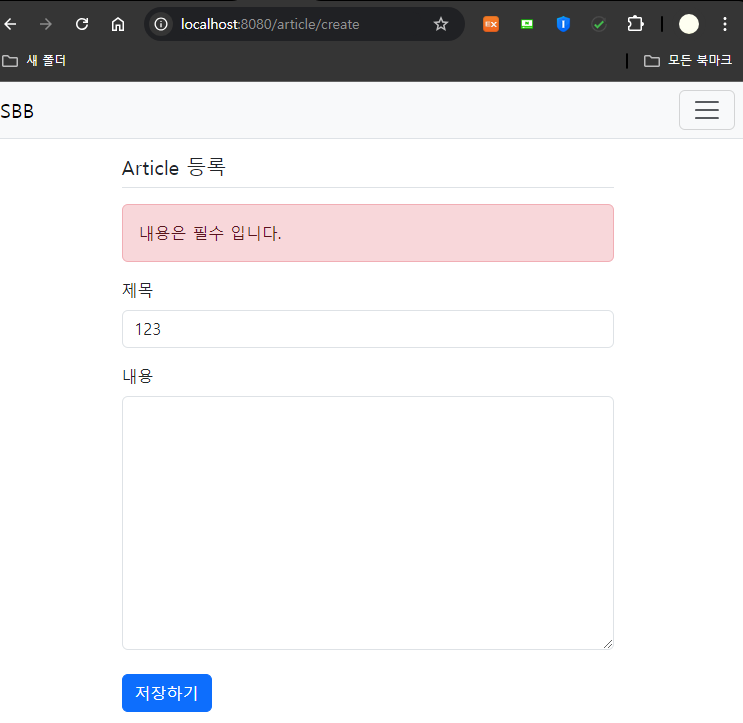 localhost:8080/article/create
새 폴더
모든 북마크
SBB
Article 등록
내용은 필수 입니다.
제목
123
내용
저장하기